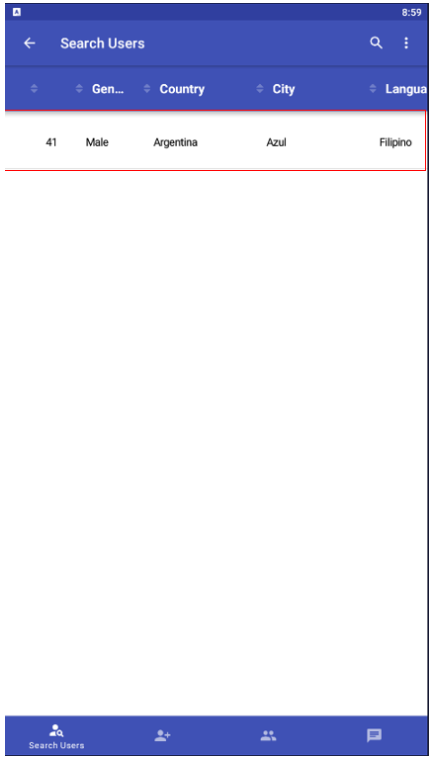 A 8:59
Search Users
Gen... Country City Langua
41 Male Argentina Azul Filipino
Search Users